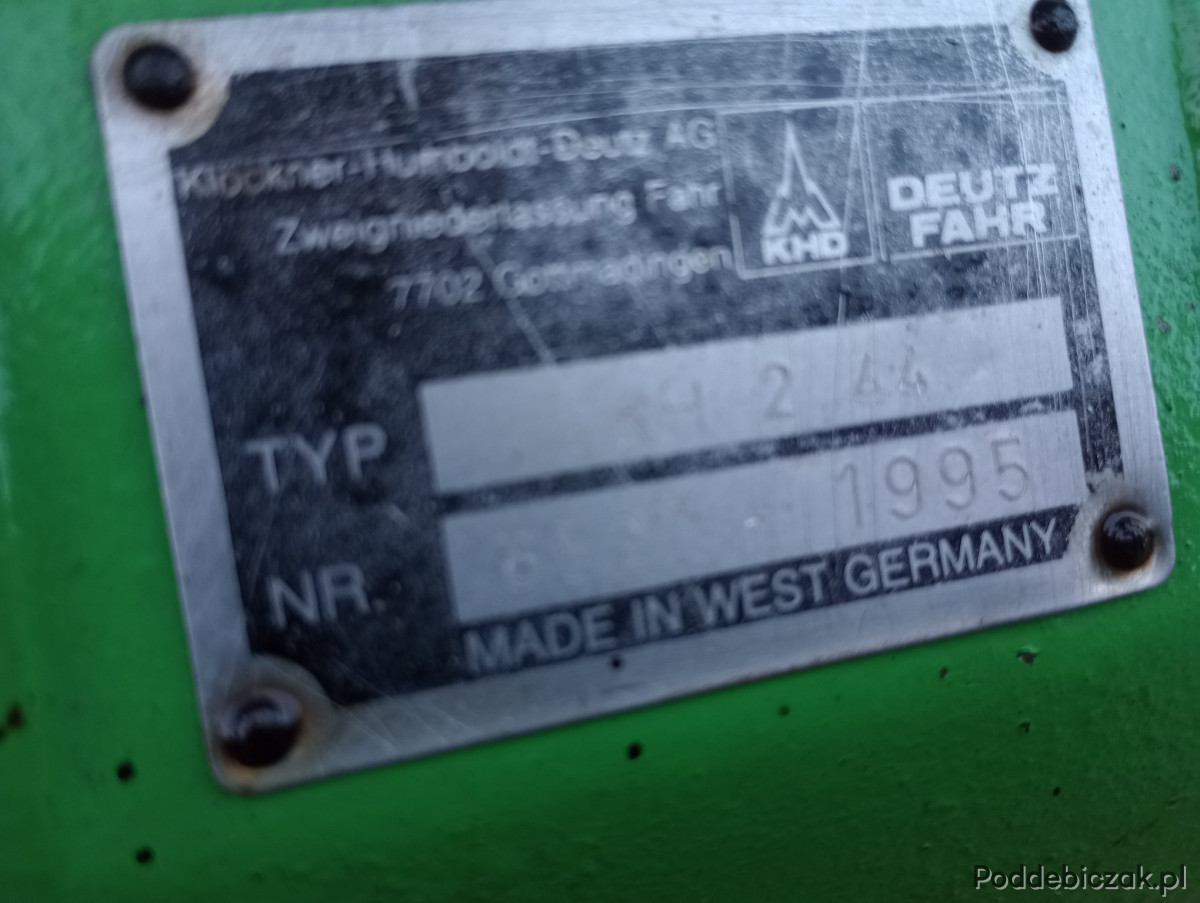 Klöckner-Humboldt-Deutz AG
Zweigniederlassung Fahr
7702 Gottmadingen
KHD
DEUTZ
FAHR
TYP 2 44
NR. 1995
MADE IN WEST GERMANY
Poddebiczak.pl